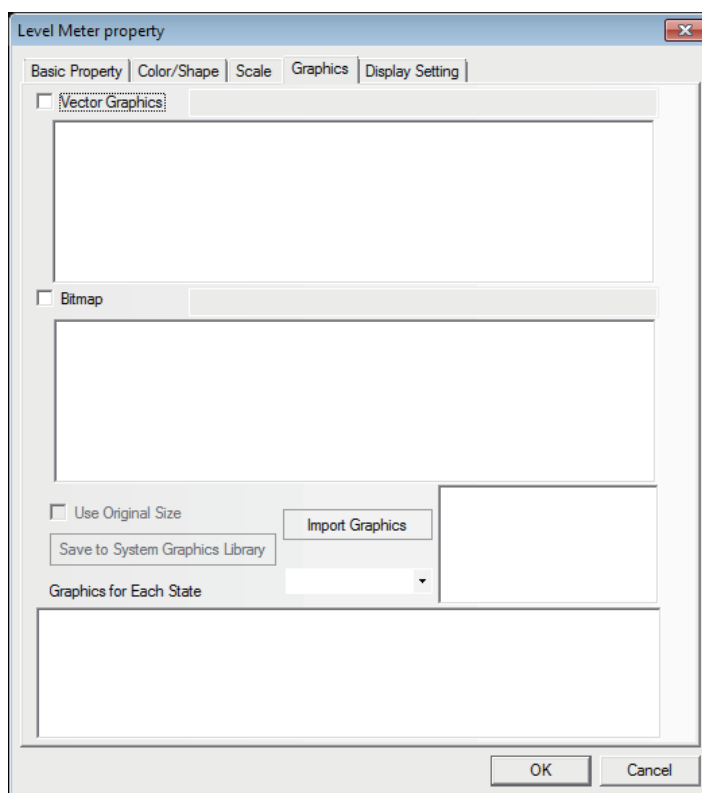 Level Meter property
Basic Property Color/Shape Scale Graphics Display Setting
Vector Graphics
Bitmap
Use Original Size
Import Graphics
Save to System Graphics Library
Graphics for Each State
OK Cancel